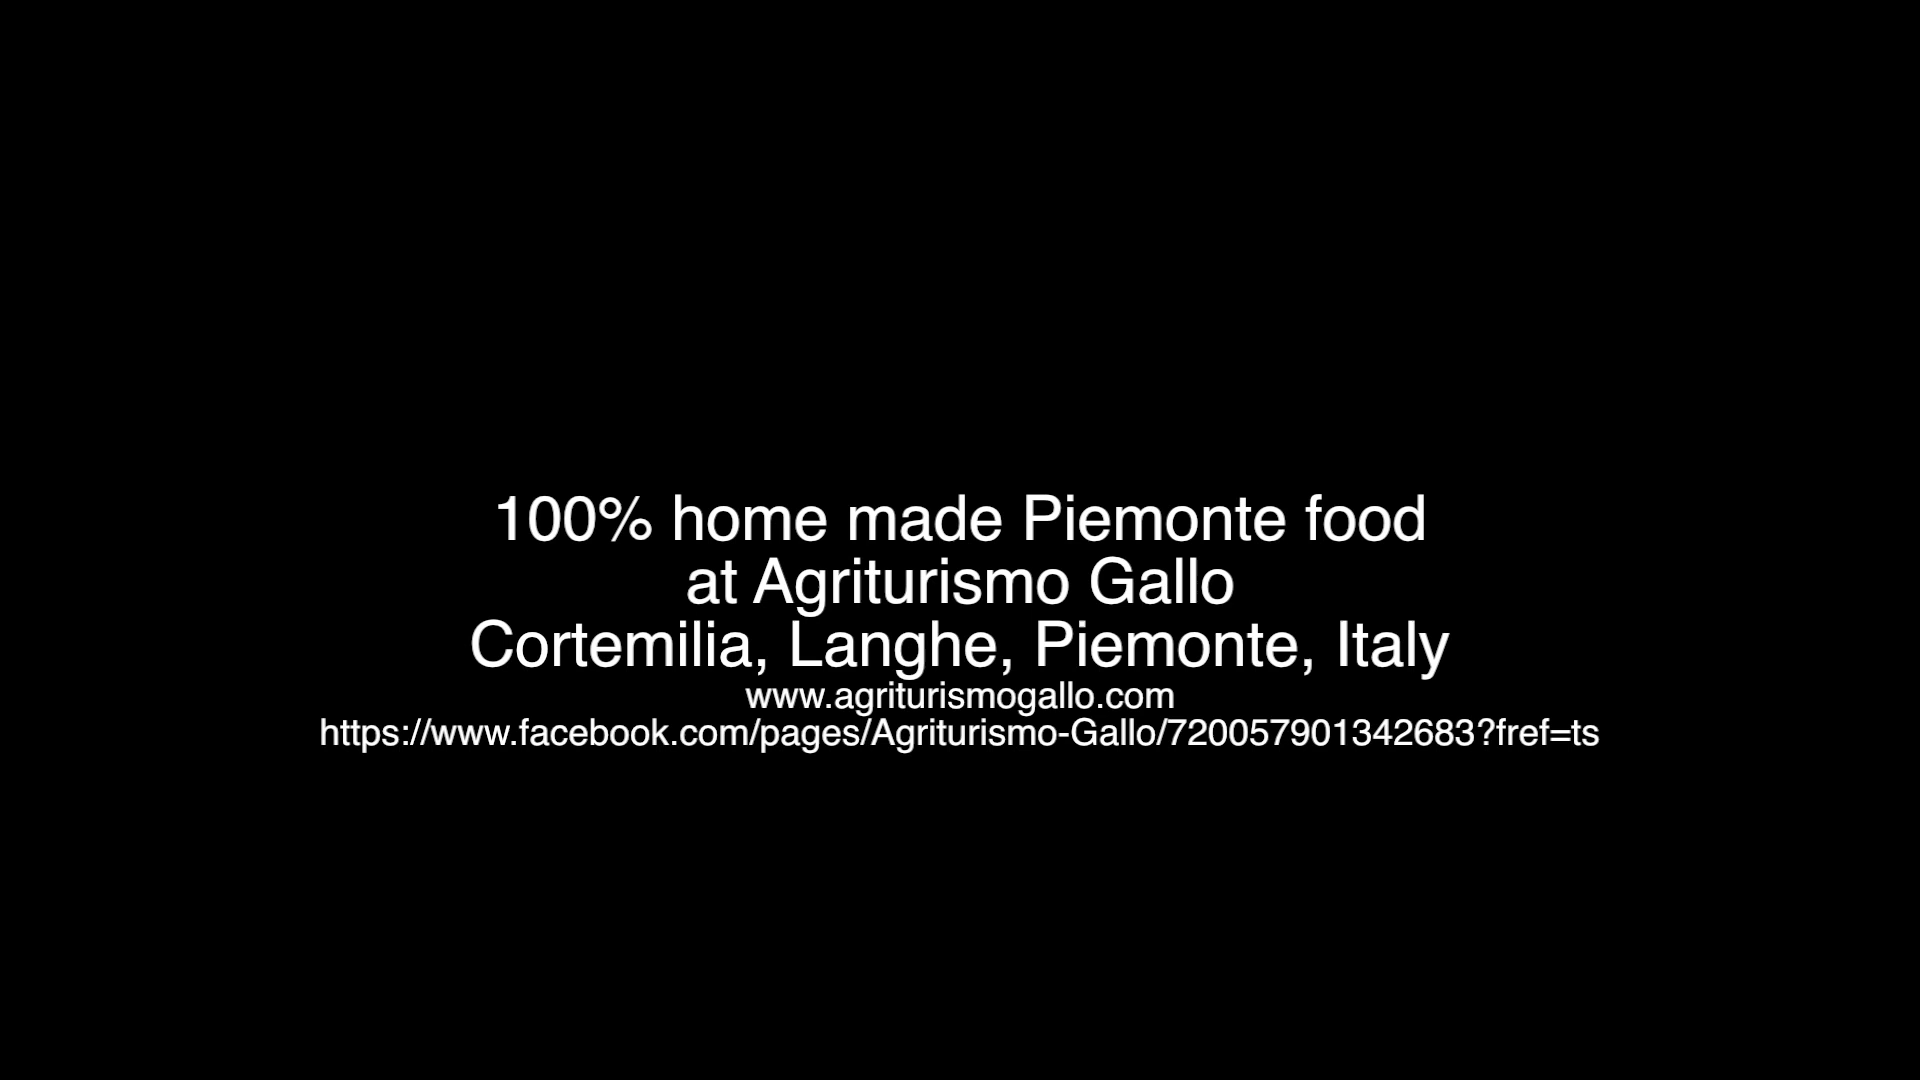 100% home made Piemonte food
at Agriturismo Gallo
Cortemilia, Langhe, Piemonte, Italy
www.agriturismogallo.com
https://www.facebook.com/pages/Agriturismo-Gallo/720057901342683?fref=ts